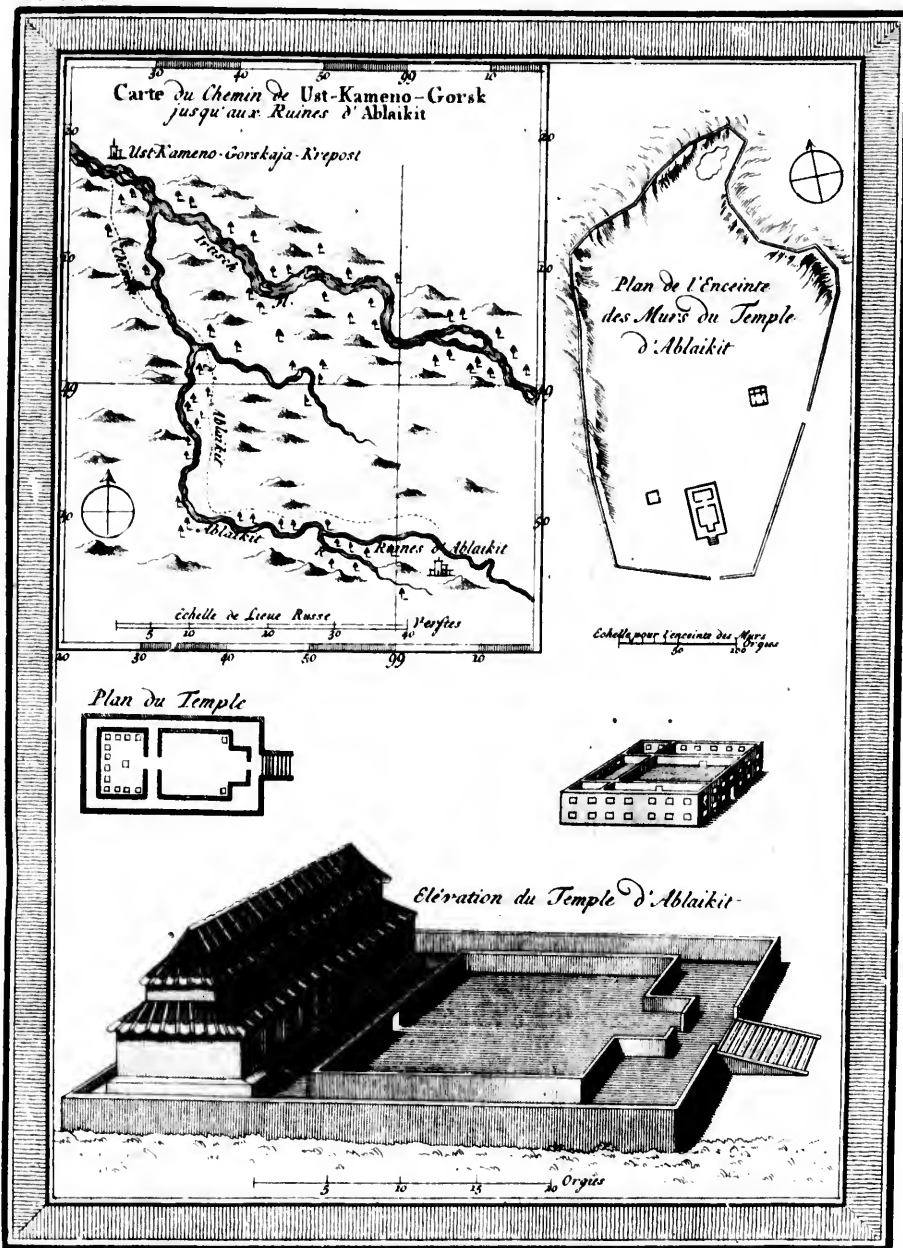 30 40 50 99 10
Carte du Chemin de Ust-Kameno-Gorsk
jusqu'aux Ruines d'Ablaikit
Ust-Kameno-Gorskaja-Krepost
Irtisch
Chemin
Ablaikit
Ablaikit
R.
Ruines d'Ablaikit
Echelle de Lieue Russe
5 10 20 30 40 Verstes
20 30 40 50 99 10
Plan de l'Enceinte
des Murs du Temple
d'Ablaikit
Echelle pour l'enceinte des Murs
50 100 Orgies
Plan du Temple
Elévation du Temple d'Ablaikit
5 10 15 20 Orgies